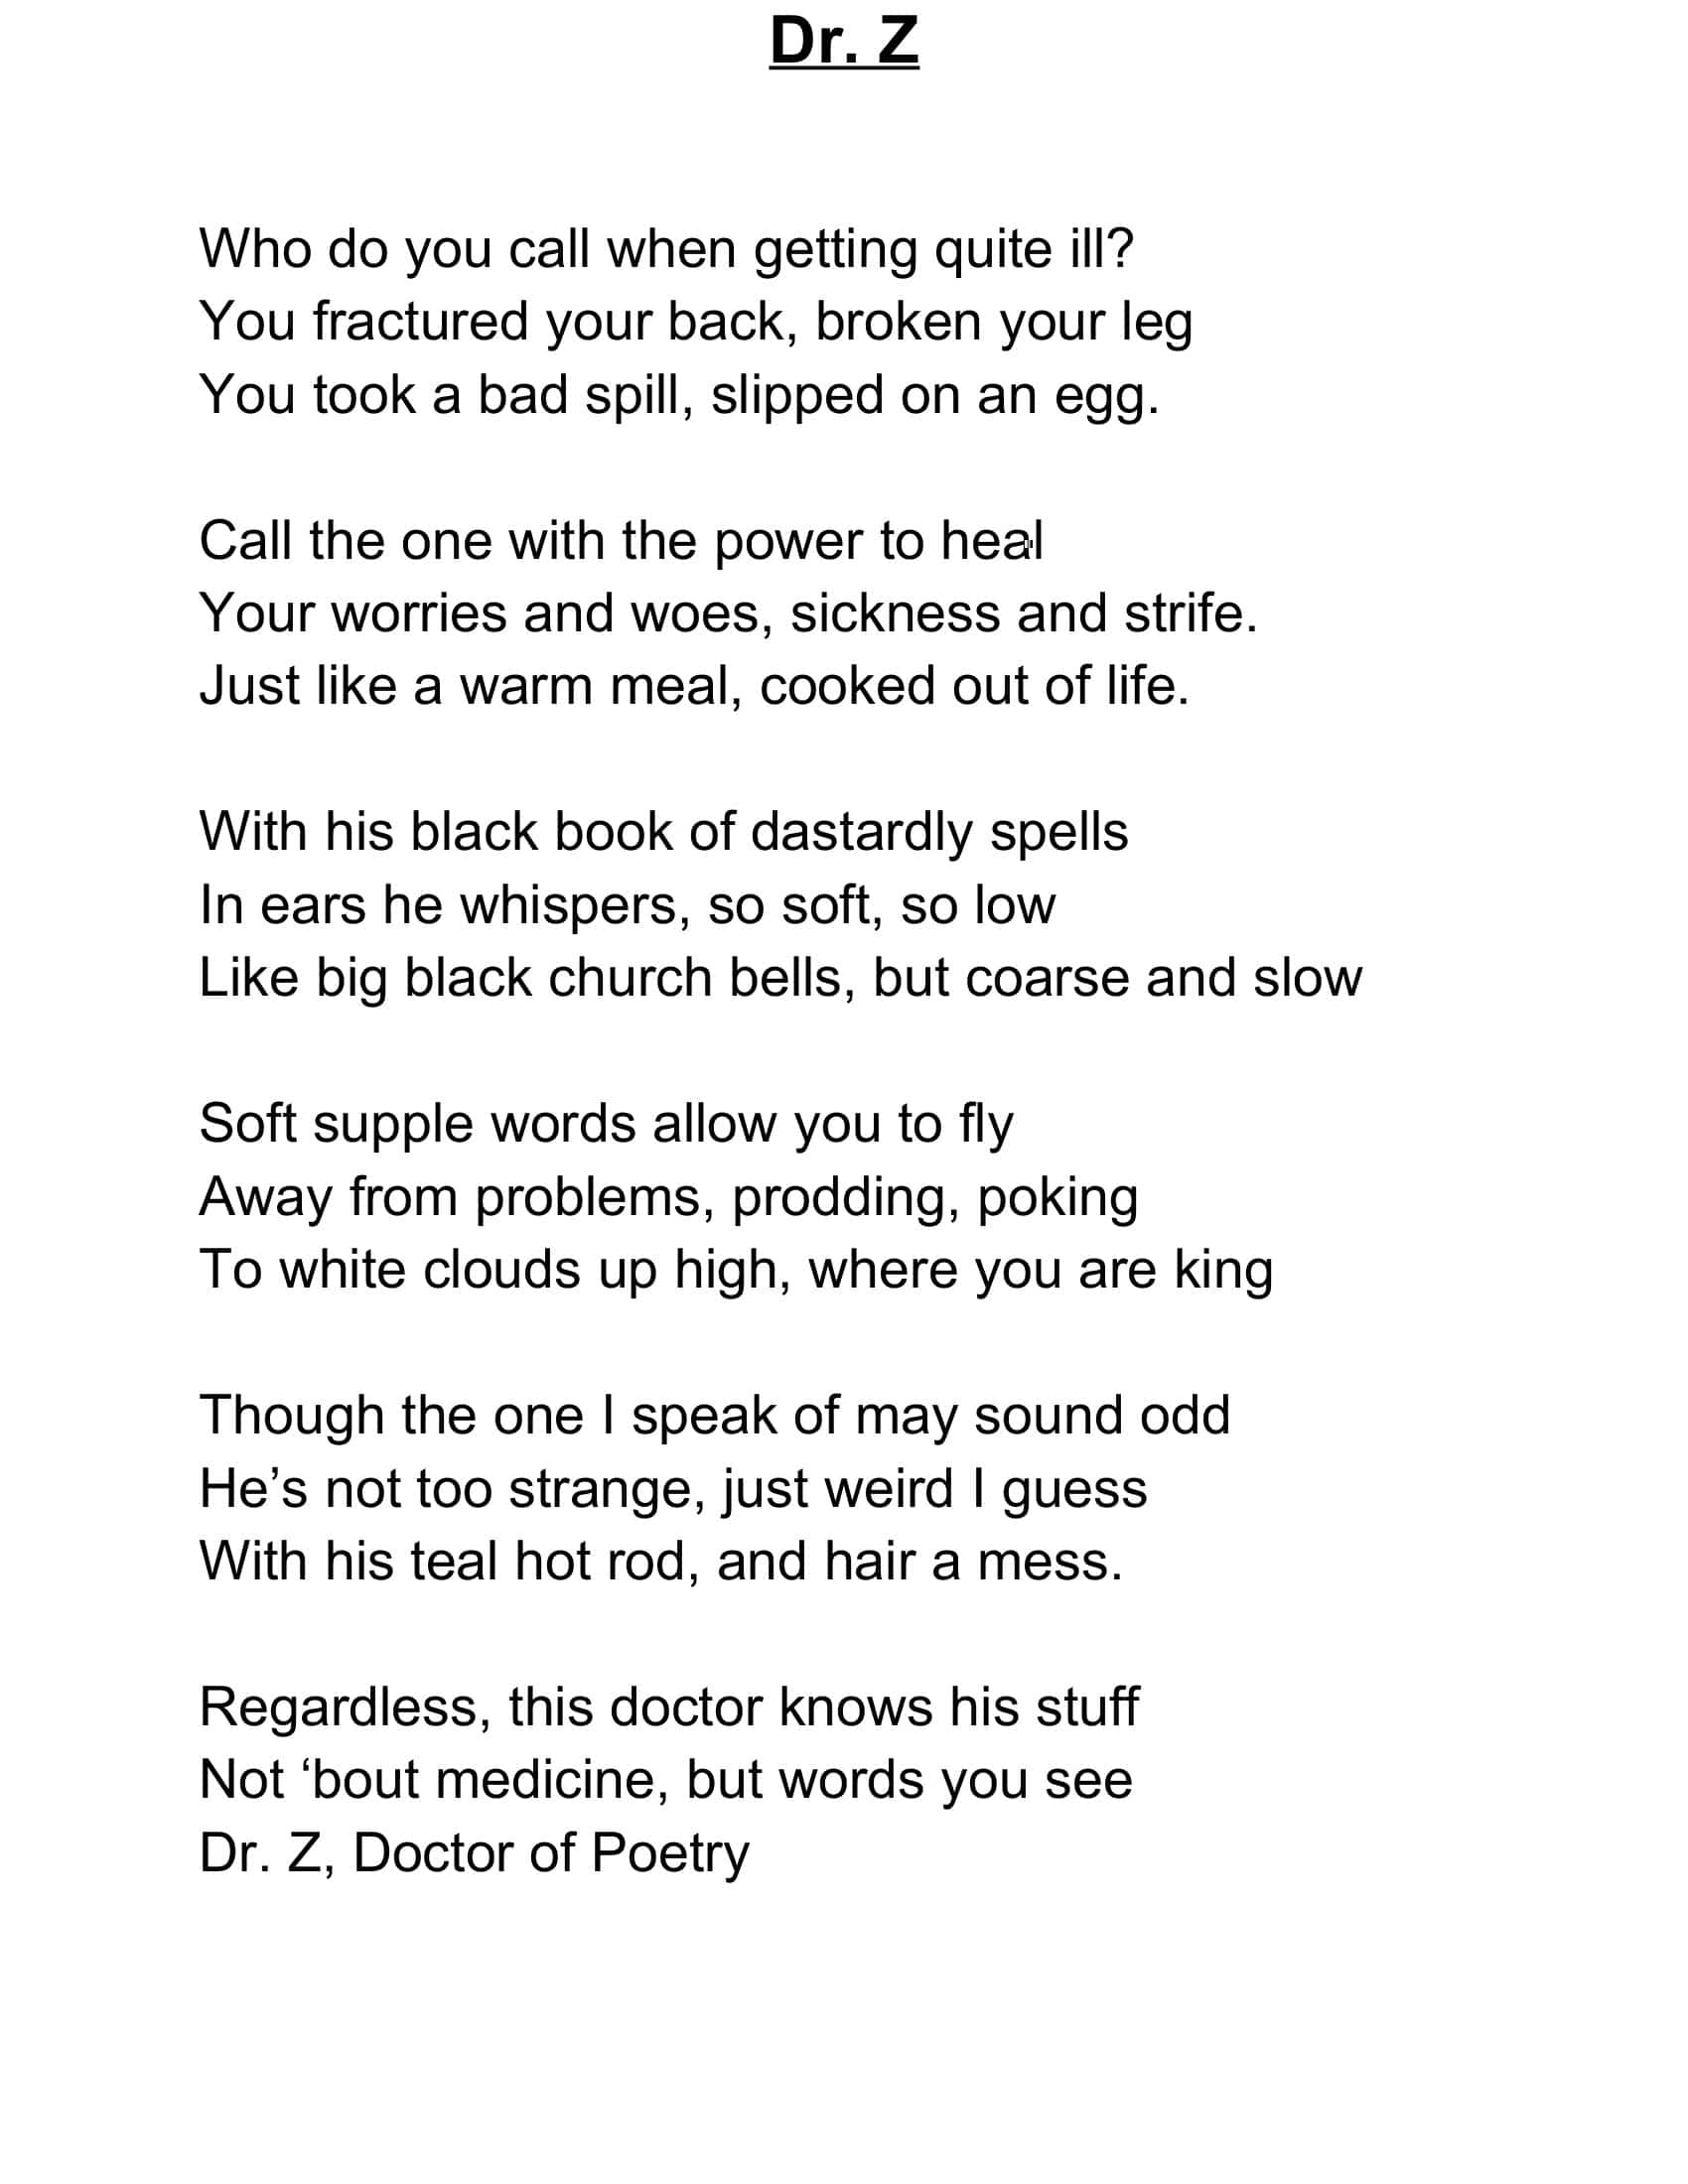 Dr. Z
Who do you call when getting quite ill?
You fractured your back, broken your leg
You took a bad spill, slipped on an egg.
Call the one with the power to heal
Your worries and woes, sickness and strife.
Just like a warm meal, cooked out of life.
With his black book of dastardly spells
In ears he whispers, so soft, so low
Like big black church bells, but coarse and slow
Soft supple words allow you to fly
Away from problems, prodding, poking
To white clouds up high, where you are king
Though the one I speak of may sound odd
He’s not too strange, just weird I guess
With his teal hot rod, and hair a mess.
Regardless, this doctor knows his stuff
Not ‘bout medicine, but words you see
Dr. Z, Doctor of Poetry